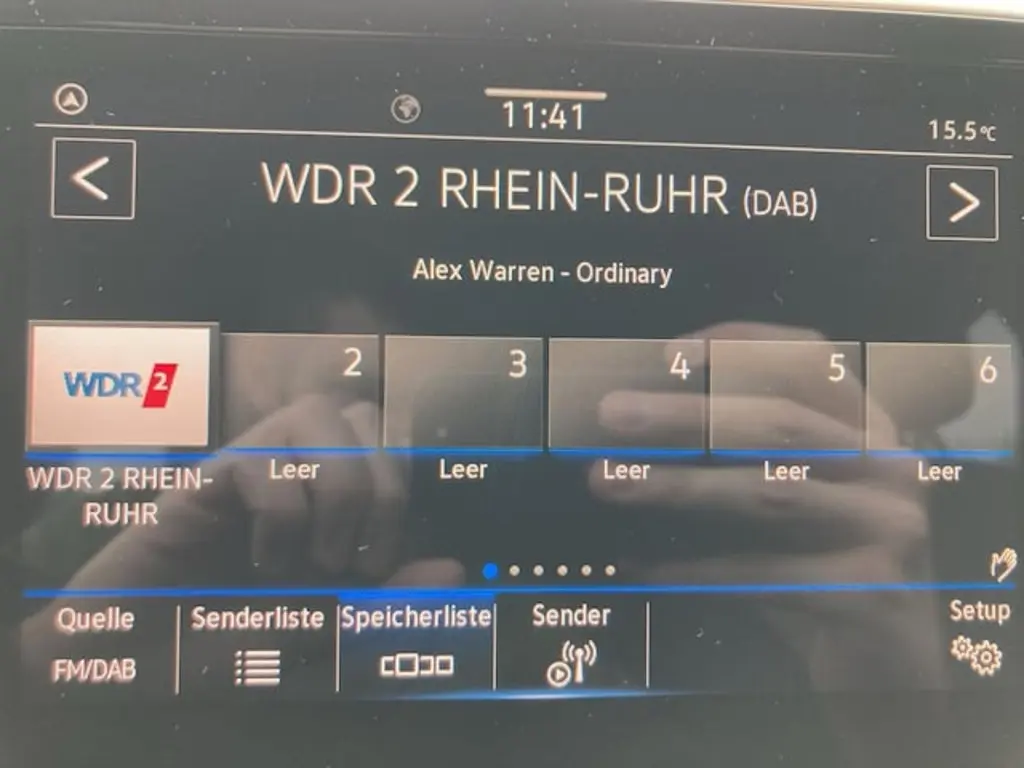 11:41
15.5°C
WDR 2 RHEIN-RUHR (DAB)
Alex Warren - Ordinary
WDR 2
2
3
4
5
6
WDR 2 RHEIN-
RUHR
Leer
Leer
Leer
Leer
Leer
Quelle
FM/DAB
Senderliste
Speicherliste
Sender
Setup